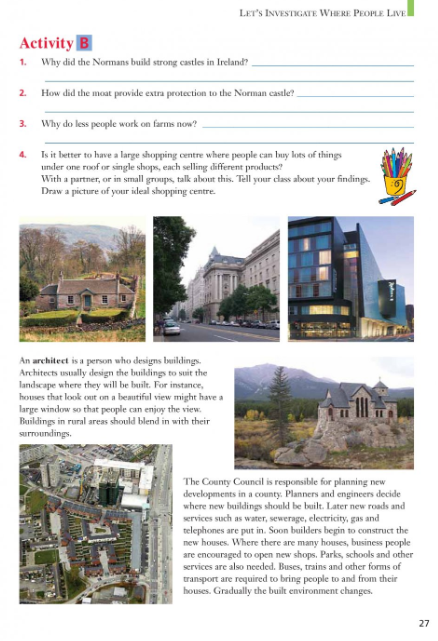 LET'S INVESTIGATE WHERE PEOPLE LIVE
Activity B
1. Why did the Normans build strong castles in Ireland?
2. How did the moat provide extra protection to the Norman castle?
3. Why do less people work on farms now?
4. Is it better to have a large shopping centre where people can buy lots of things
under one roof or single shops, each selling different products?
With a partner, or in small groups, talk about this. Tell your class about your findings.
Draw a picture of your ideal shopping centre.
An architect is a person who designs buildings.
Architects usually design the buildings to suit the
landscape where they will be built. For instance,
houses that look out on a beautiful view might have a
large window so that people can enjoy the view.
Buildings in rural areas should blend in with their
surroundings.
The County Council is responsible for planning new
developments in a county. Planners and engineers decide
where new buildings should be built. Later new roads and
services such as water, sewerage, electricity, gas and
telephones are put in. Soon builders begin to construct the
new houses. Where there are many houses, business people
are encouraged to open new shops. Parks, schools and other
services are also needed. Buses, trains and other forms of
transport are required to bring people to and from their
houses. Gradually the built environment changes.
27